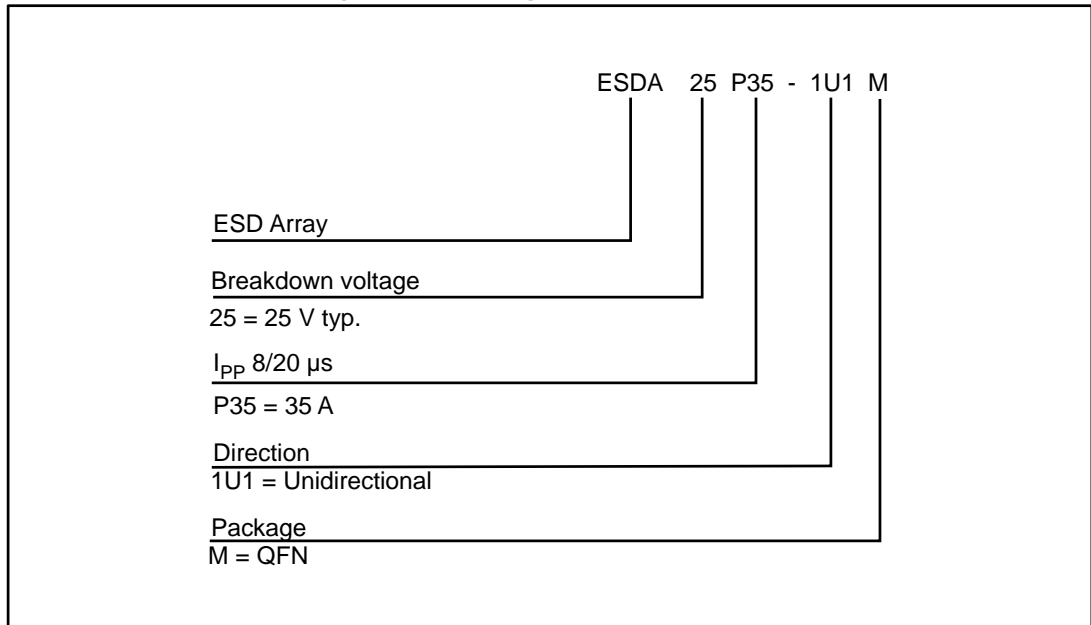 ESDA 25 P35 - 1U1 M
ESD Array
Breakdown voltage
25 = 25 V typ.
IPP 8/20 µs
P35 = 35 A
Direction
1U1 = Unidirectional
Package
M = QFN